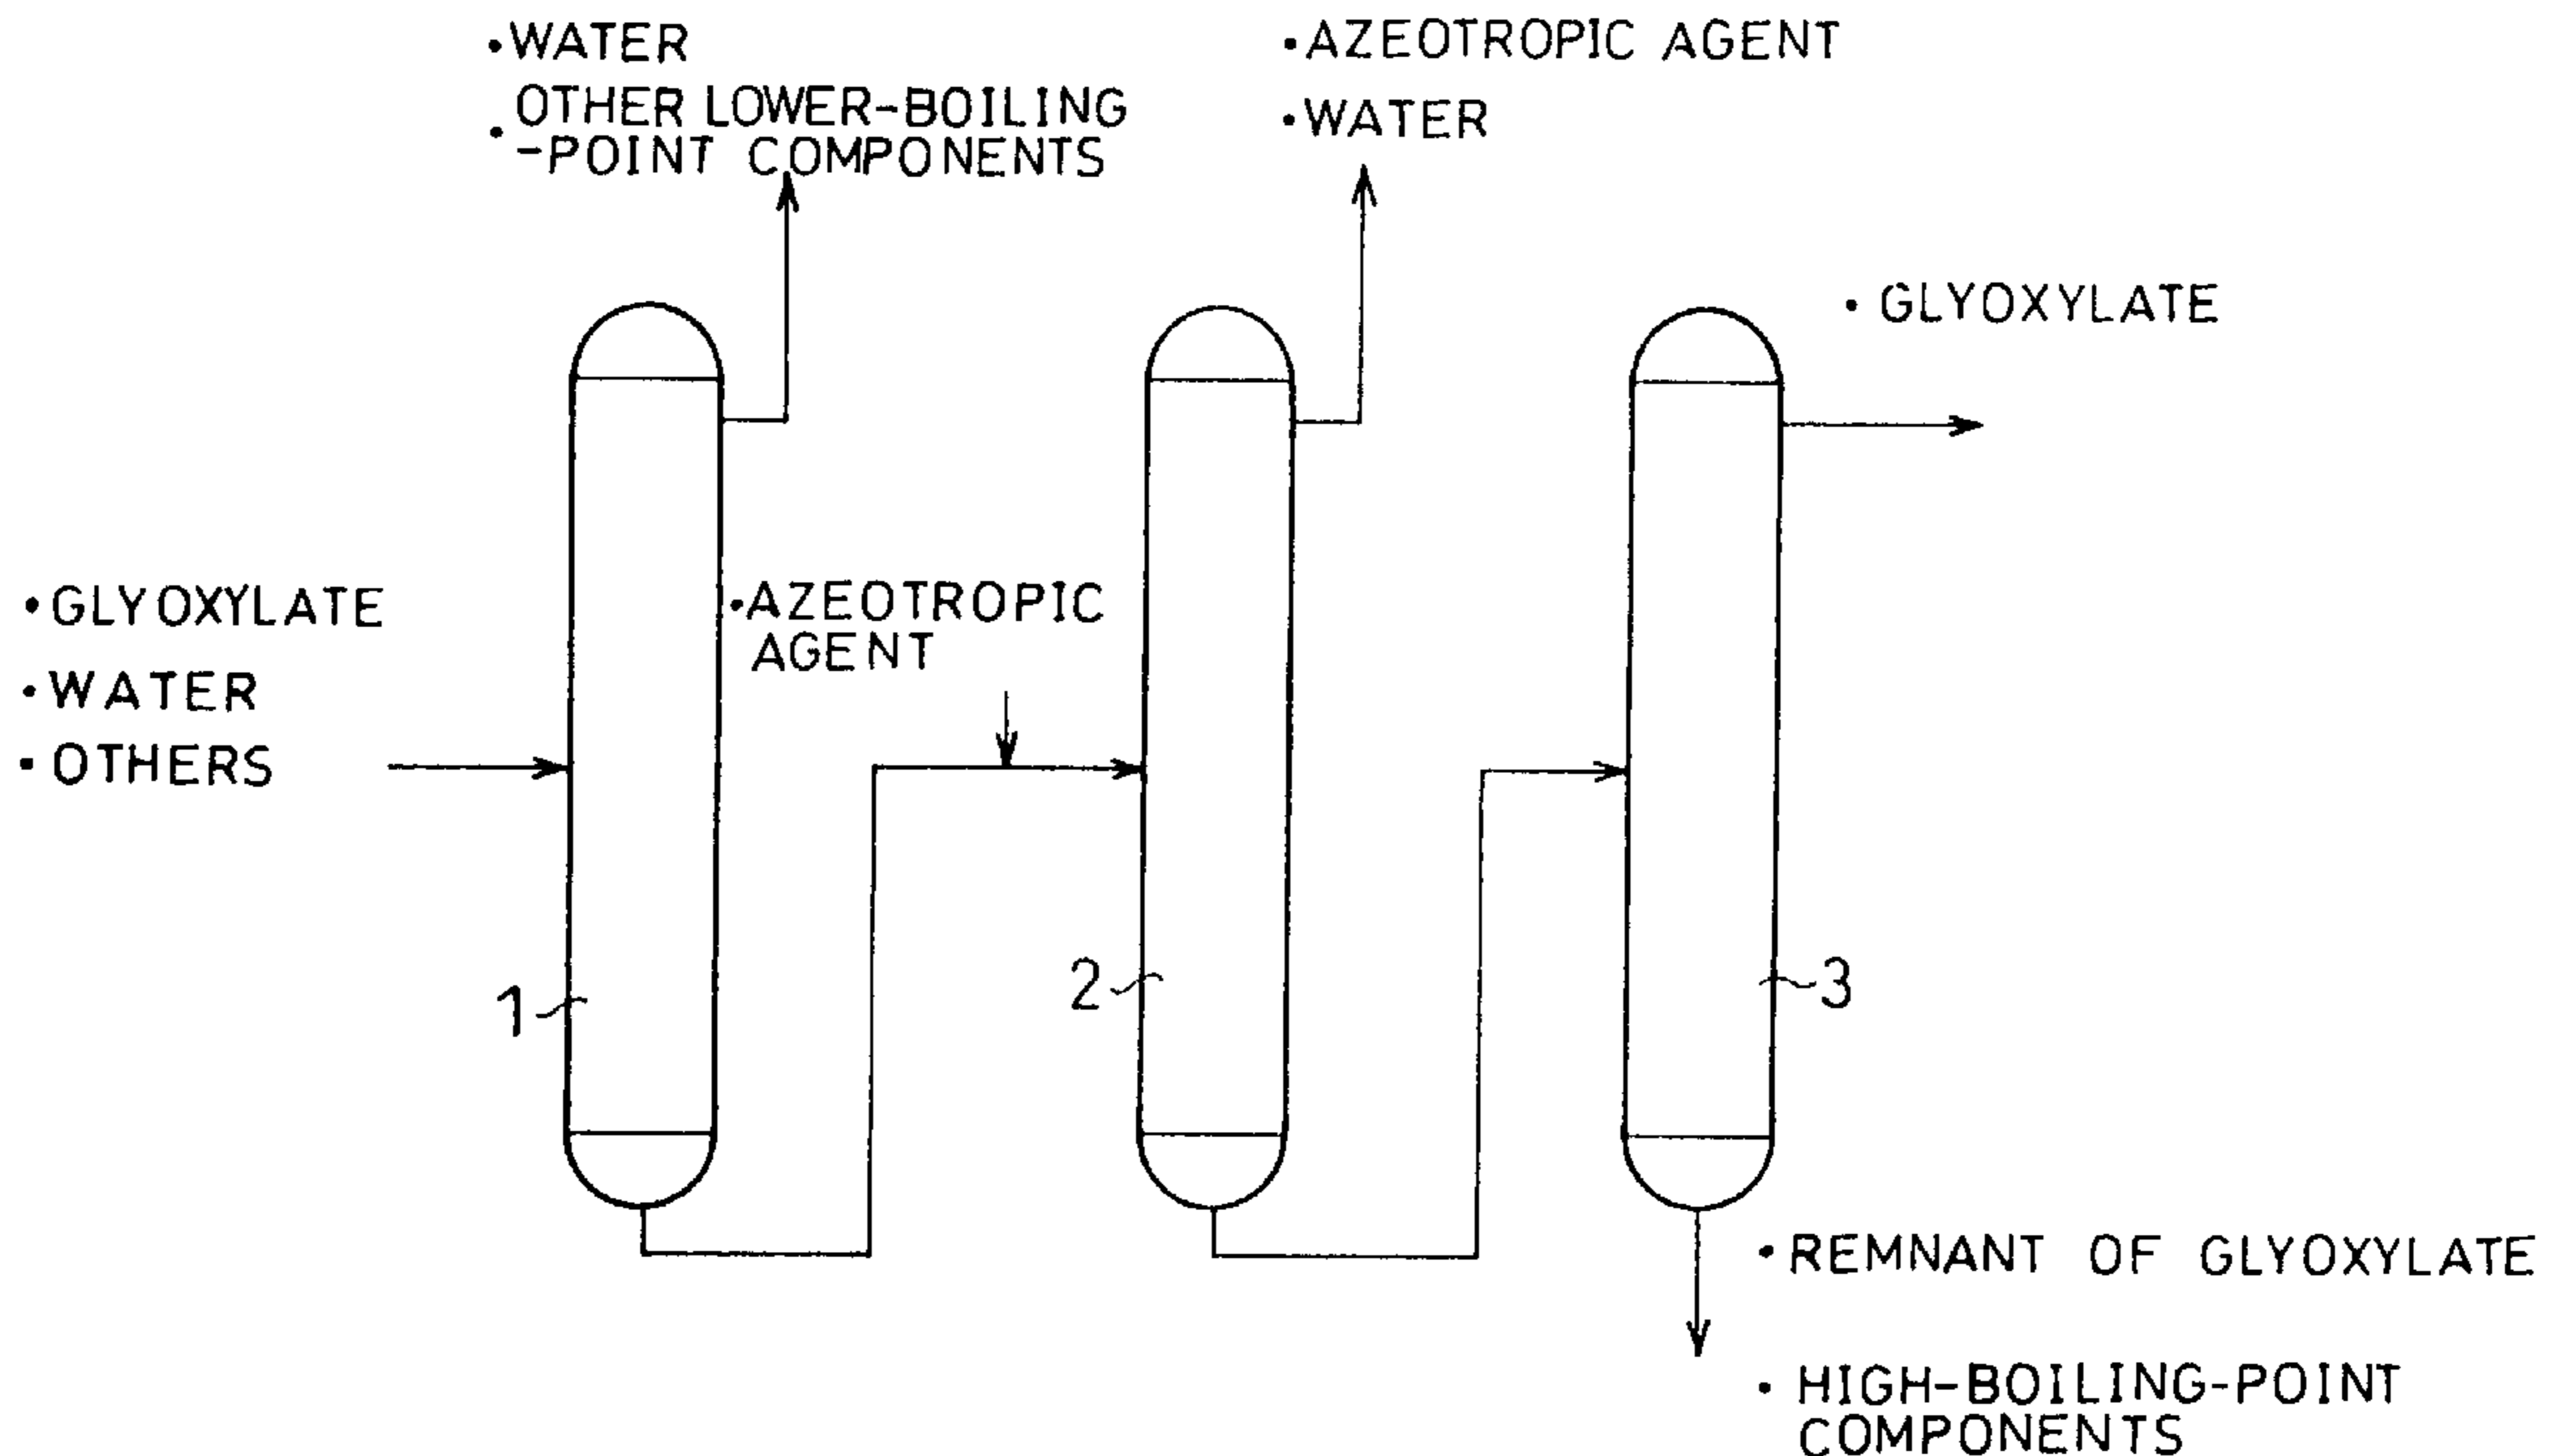 •WATER
•OTHER LOWER-BOILING
-POINT COMPONENTS
•AZEOTROPIC AGENT
•WATER
•GLYOXYLATE
•GLYOXYLATE
•WATER
•OTHERS
•AZEOTROPIC
AGENT
1
2
3
•REMNANT OF GLYOXYLATE
•HIGH-BOILING-POINT
COMPONENTS